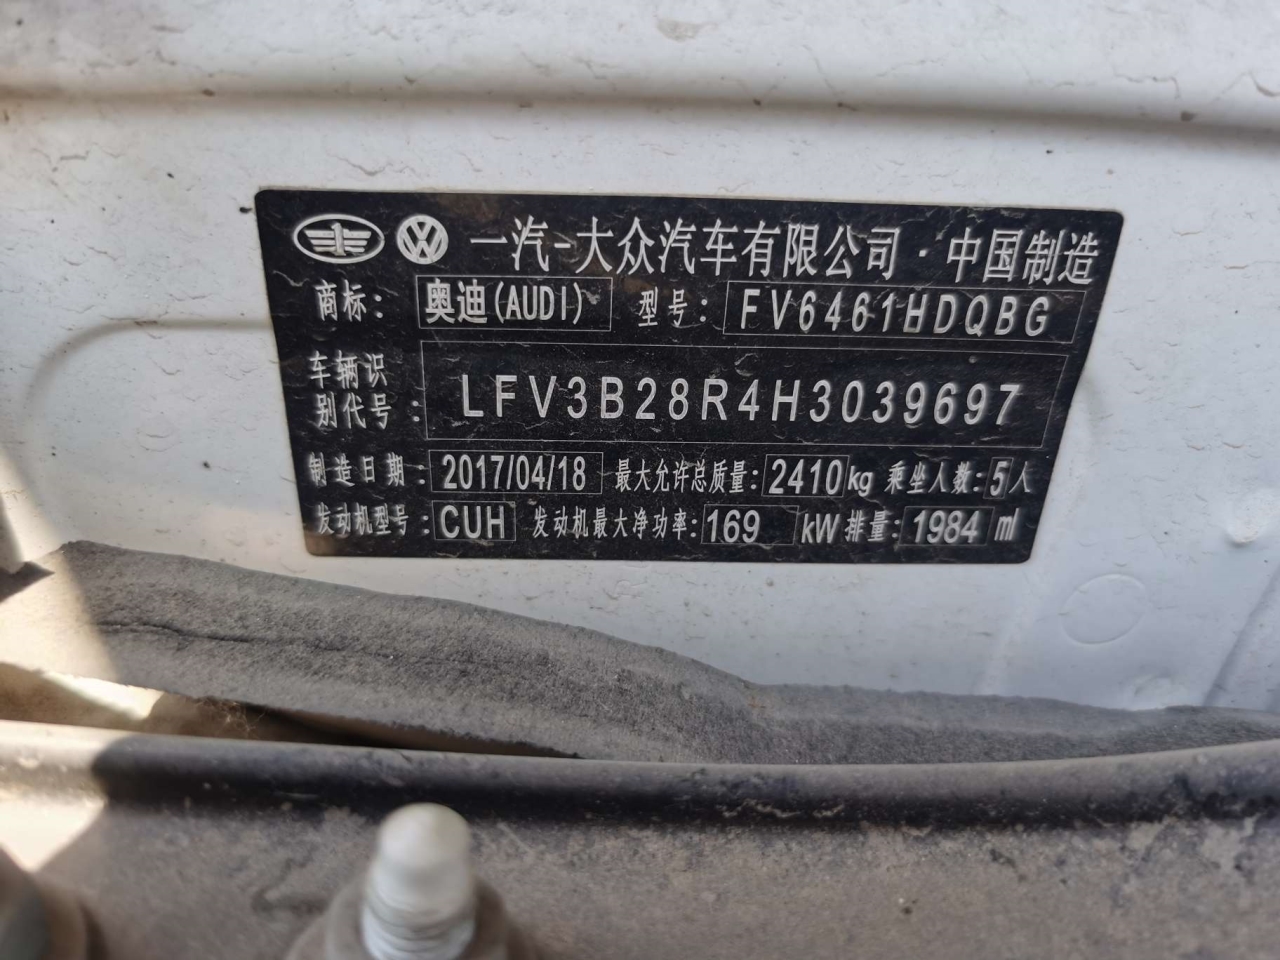 一汽-大众汽车有限公司·中国制造
商标: 奥迪(AUDI) 型号: FV6461HDQBG
车辆识别代号: LFV3B28R4H3039697
制造日期: 2017/04/18 最大允许总质量: 2410kg 乘坐人数: 5人
发动机型号: CUH 发动机最大净功率: 169 kW 排量: 1984 ml